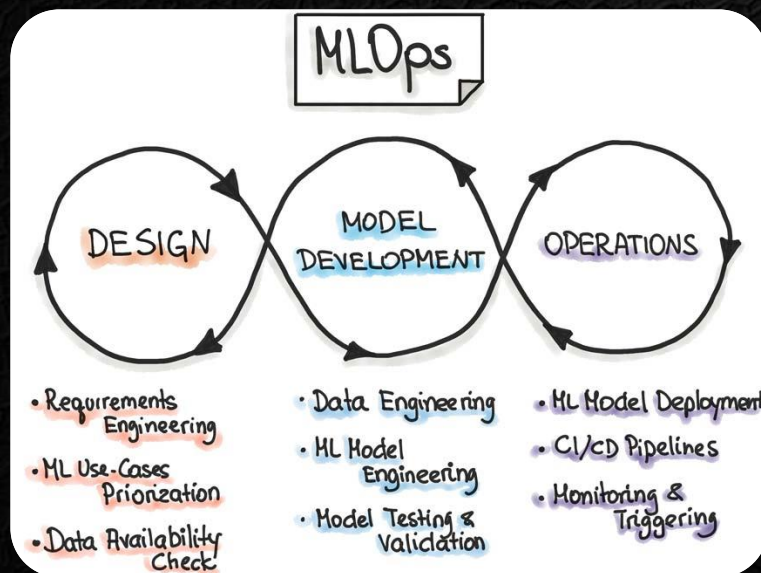 MLOps
DESIGN
MODEL
DEVELOPMENT
OPERATIONS
• Requirements
Engineering
• ML Use-Cases
Priorization
• Data Availability
Check
• Data Engineering
• ML Model
Engineering
• Model Testing &
Validation
• ML Model Deployment
• CI/CD Pipelines
• Monitoring &
Triggering